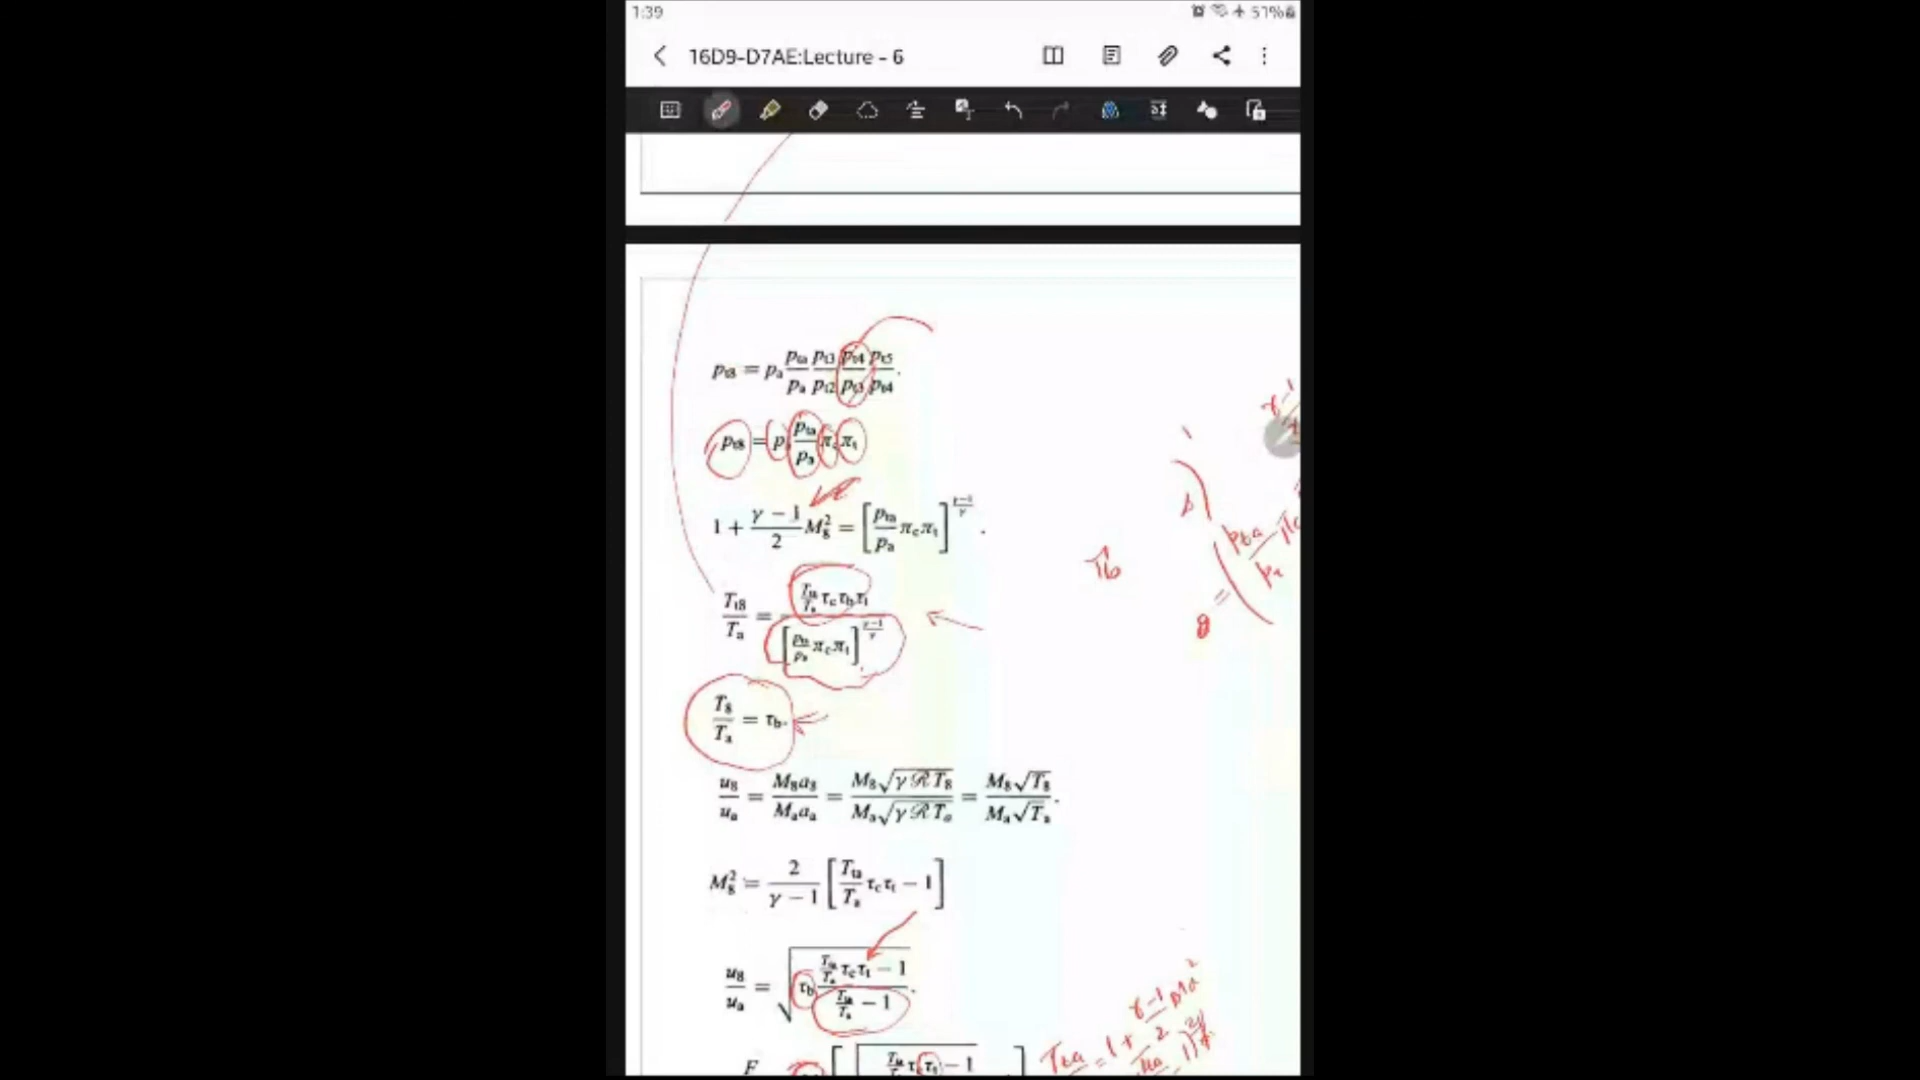 1:39 51%
16D9-D7AE:Lecture - 6
p_t8 = p_a (p_ta/p_a) (p_t3/p_t2) (p_t4/p_t3) (p_t5/p_t4).
p_t8 = p (p_ta/p_a) π_c π_t
1 + (γ − 1)/2 M_8^2 = [(p_ta/p_a) π_c π_t]^((γ−1)/γ) .
T_t8/T_a = ((T_ta/T_a) τ_c τ_b τ_t) / [(p_ta/p_a) π_c π_t]^((γ−1)/γ)
π_b
T_8/T_a = τ_b.
u_8/u_a = (M_8 a_8)/(M_a a_a) = (M_8 √(γ ℛ T_8))/(M_a √(γ ℛ T_a)) = (M_8 √T_8)/(M_a √T_a).
M_8^2 = 2/(γ − 1) [(T_ta/T_a) τ_c τ_t − 1]
u_8/u_a = √(τ_b ((T_ta/T_a) τ_c τ_t − 1)/((T_ta/T_a) − 1)).